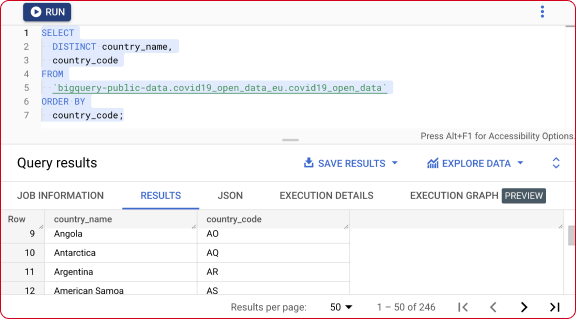 RUN
1 SELECT
2 DISTINCT country_name,
3 country_code
4 FROM
5 `bigquery-public-data.covid19_open_data_eu.covid19_open_data`
6 ORDER BY
7 country_code;
Press Alt+F1 for Accessibility Options.
Query results SAVE RESULTS EXPLORE DATA
JOB INFORMATION RESULTS JSON EXECUTION DETAILS EXECUTION GRAPH PREVIEW
Row country_name country_code
9 Angola AO
10 Antarctica AQ
11 Argentina AR
12 American Samoa AS
Results per page: 50 1 – 50 of 246